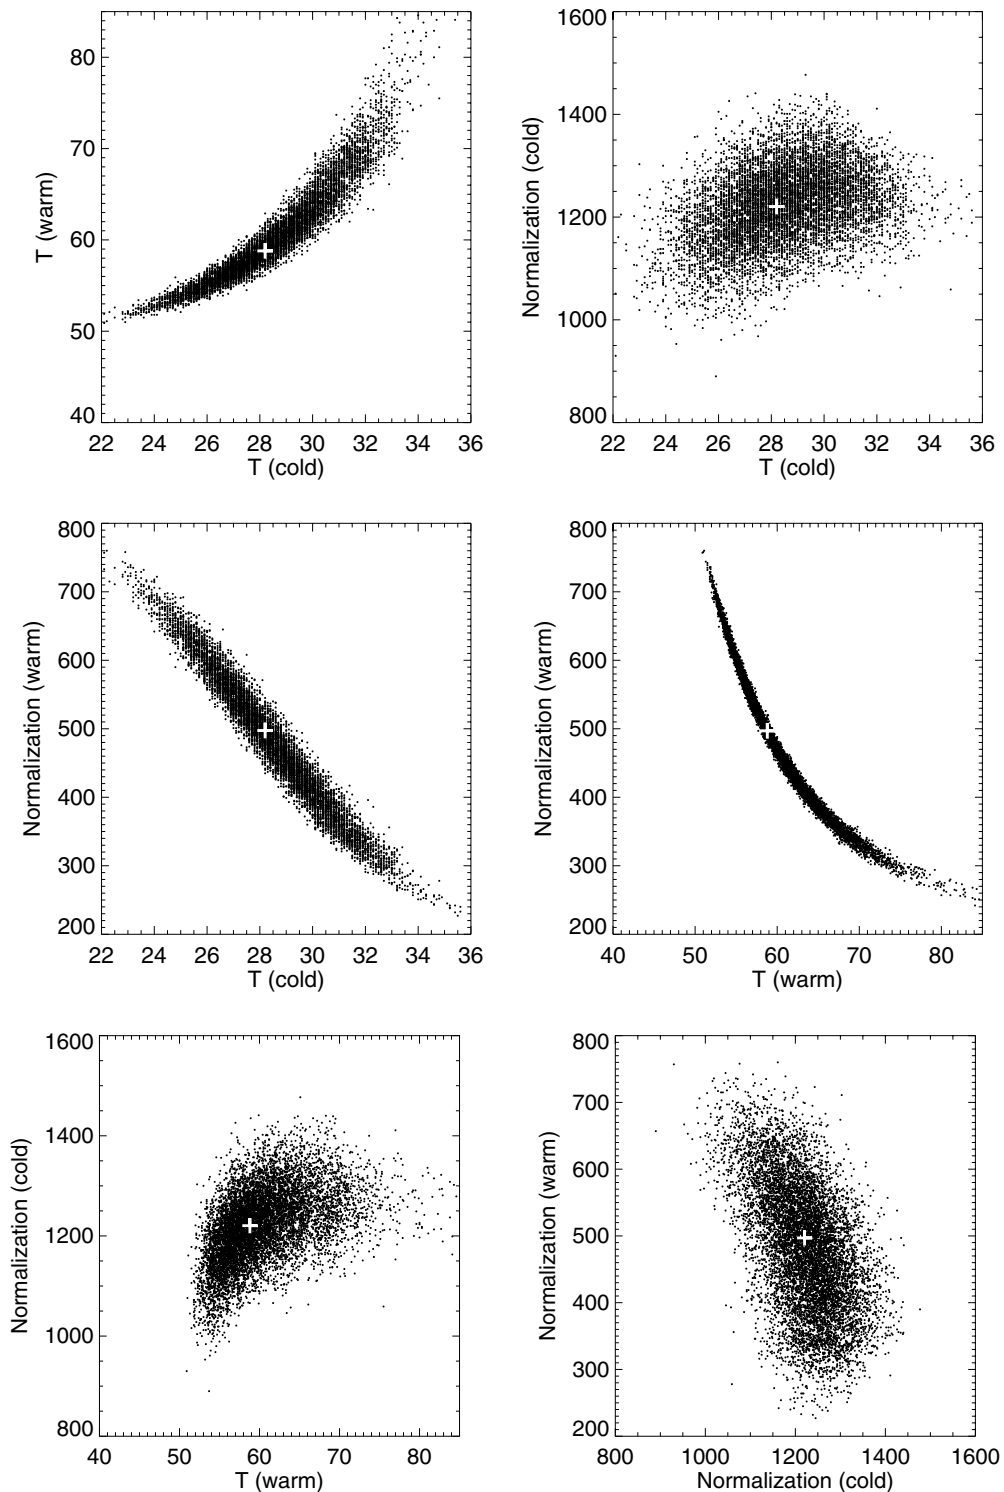 80
70
60
50
40
T (warm)
22 24 26 28 30 32 34 36
T (cold)
1600
1400
1200
1000
800
Normalization (cold)
22 24 26 28 30 32 34 36
T (cold)
800
700
600
500
400
300
200
Normalization (warm)
22 24 26 28 30 32 34 36
T (cold)
800
700
600
500
400
300
200
Normalization (warm)
40 50 60 70 80
T (warm)
1600
1400
1200
1000
800
Normalization (cold)
40 50 60 70 80
T (warm)
800
700
600
500
400
300
200
Normalization (warm)
800 1000 1200 1400 1600
Normalization (cold)